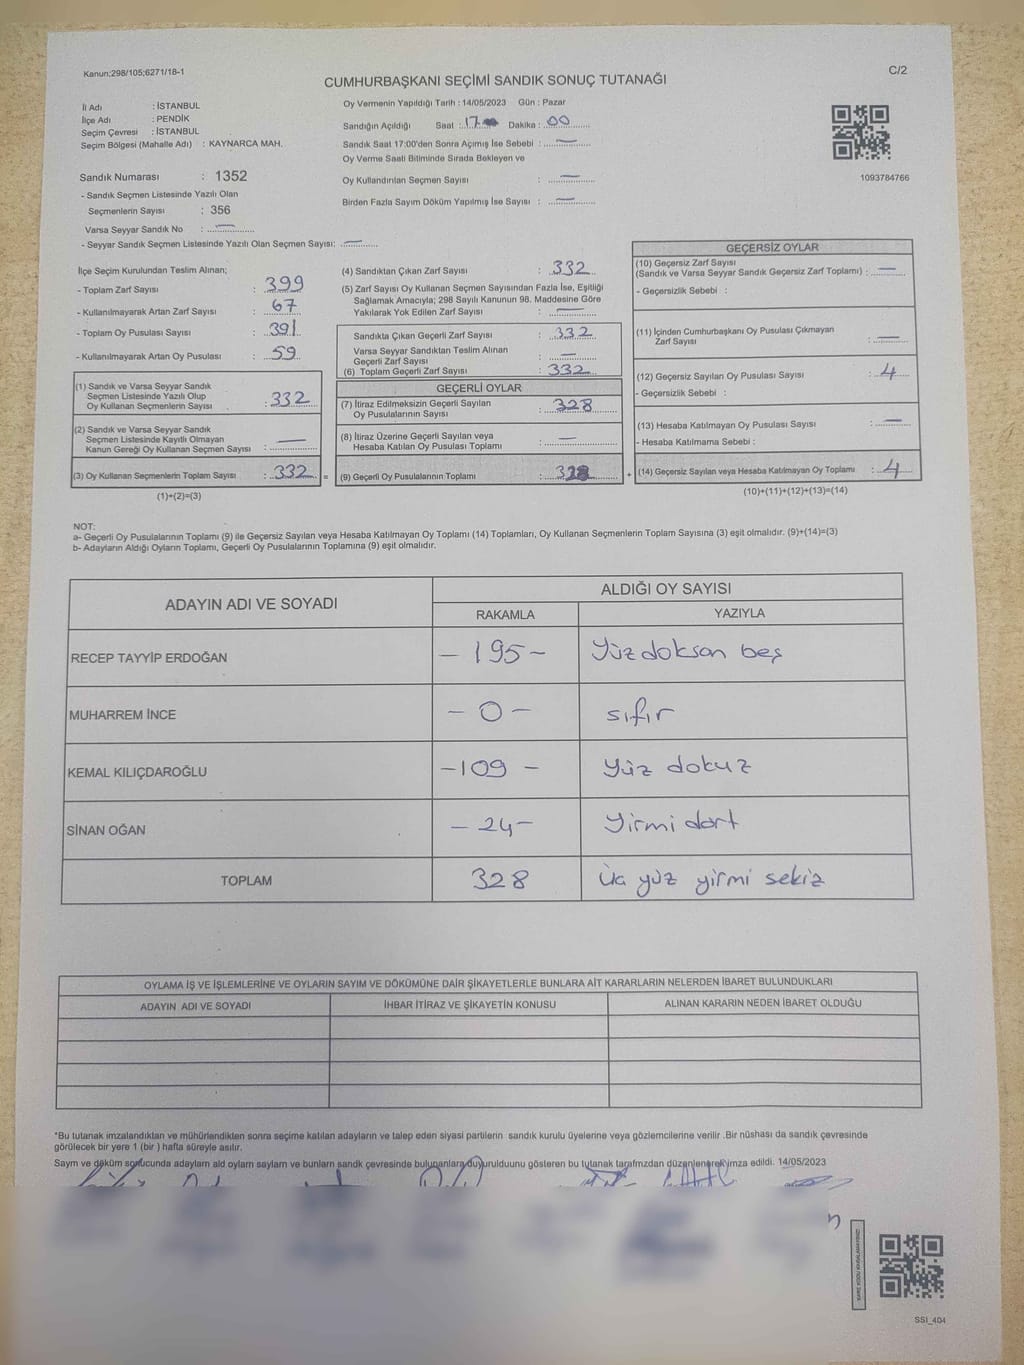 Kanun;298/105;6271/18-1
C/2
CUMHURBAŞKANI SEÇİMİ SANDIK SONUÇ TUTANAĞI
İl Adı : İSTANBUL
İlçe Adı : PENDİK
Seçim Çevresi : İSTANBUL
Seçim Bölgesi (Mahalle Adı) : KAYNARCA MAH.
Sandık Numarası : 1352
- Sandık Seçmen Listesinde Yazılı Olan
Seçmenlerin Sayısı : 356
Varsa Seyyar Sandık No : —
- Seyyar Sandık Seçmen Listesinde Yazılı Olan Seçmen Sayısı: —
Oy Vermenin Yapıldığı Tarih : 14/05/2023 Gün : Pazar
Sandığın Açıldığı Saat : 17 Dakika : 00
Sandık Saat 17:00'den Sonra Açımış İse Sebebi : —
Oy Verme Saati Bitiminde Sırada Bekleyen ve
Oy Kullandırılan Seçmen Sayısı : —
Birden Fazla Sayım Döküm Yapılmış İse Sayısı : —
1093784766
İlçe Seçim Kurulundan Teslim Alınan;
- Toplam Zarf Sayısı : 399
- Kullanılmayarak Artan Zarf Sayısı : 67
- Toplam Oy Pusulası Sayısı : 391
- Kullanılmayarak Artan Oy Pusulası : 59
(1) Sandık ve Varsa Seyyar Sandık
Seçmen Listesinde Yazılı Olup
Oy Kullanan Seçmenlerin Sayısı : 332
(2) Sandık ve Varsa Seyyar Sandık
Seçmen Listesinde Kayıtlı Olmayan
Kanun Gereği Oy Kullanan Seçmen Sayısı : —
(3) Oy Kullanan Seçmenlerin Toplam Sayısı : 332 =
(1)+(2)=(3)
(4) Sandıktan Çıkan Zarf Sayısı : 332
(5) Zarf Sayısı Oy Kullanan Seçmen Sayısından Fazla İse, Eşitliği
Sağlamak Amacıyla; 298 Sayılı Kanunun 98. Maddesine Göre
Yakılarak Yok Edilen Zarf Sayısı : —
Sandıkta Çıkan Geçerli Zarf Sayısı : 332
Varsa Seyyar Sandıktan Teslim Alınan
Geçerli Zarf Sayısı : —
(6) Toplam Geçerli Zarf Sayısı : 332
GEÇERLİ OYLAR
(7) İtiraz Edilmeksizin Geçerli Sayılan
Oy Pusulalarının Sayısı : 328
(8) İtiraz Üzerine Geçerli Sayılan veya
Hesaba Katılan Oy Pusulası Toplamı : —
(9) Geçerli Oy Pusulalarının Toplamı : 328 +
GEÇERSİZ OYLAR
(10) Geçersiz Zarf Sayısı
(Sandık ve Varsa Seyyar Sandık Geçersiz Zarf Toplamı) : —
- Geçersizlik Sebebi :
(11) İçinden Cumhurbaşkanı Oy Pusulası Çıkmayan
Zarf Sayısı : —
(12) Geçersiz Sayılan Oy Pusulası Sayısı : 4
- Geçersizlik Sebebi :
(13) Hesaba Katılmayan Oy Pusulası Sayısı : —
- Hesaba Katılmama Sebebi :
(14) Geçersiz Sayılan veya Hesaba Katılmayan Oy Toplamı : 4
(10)+(11)+(12)+(13)=(14)
NOT:
a- Geçerli Oy Pusulalarının Toplamı (9) ile Geçersiz Sayılan veya Hesaba Katılmayan Oy Toplamı (14) Toplamları, Oy Kullanan Seçmenlerin Toplam Sayısına (3) eşit olmalıdır. (9)+(14)=(3)
b- Adayların Aldığı Oyların Toplamı, Geçerli Oy Pusulalarının Toplamına (9) eşit olmalıdır.
ADAYIN ADI VE SOYADI ALDIĞI OY SAYISI
RAKAMLA YAZIYLA
RECEP TAYYİP ERDOĞAN - 195 - Yüz doksan beş
MUHARREM İNCE - 0 - sıfır
KEMAL KILIÇDAROĞLU - 109 - Yüz dokuz
SİNAN OĞAN - 24 - Yirmi dört
TOPLAM 328 Üç yüz yirmi sekiz
OYLAMA İŞ VE İŞLEMLERİNE VE OYLARIN SAYIM VE DÖKÜMÜNE DAİR ŞİKAYETLERLE BUNLARA AİT KARARLARIN NELERDEN İBARET BULUNDUKLARI
ADAYIN ADI VE SOYADI İHBAR İTİRAZ VE ŞİKAYETİN KONUSU ALINAN KARARIN NEDEN İBARET OLDUĞU
*Bu tutanak imzalandıktan ve mühürlendikten sonra seçime katılan adayların ve talep eden siyasi partilerin sandık kurulu üyelerine veya gözlemcilerine verilir .Bir nüshası da sandık çevresinde
görülecek bir yere 1 (bir ) hafta süreyle asılır.
Sayım ve döküm sonucunda adayların ald oyların saylam ve bunların sandk çevresinde bulunanlara duyurulduunu gösteren bu tutanak tarafmzdan düzenlenerek imza edildi. 14/05/2023
SSI_404